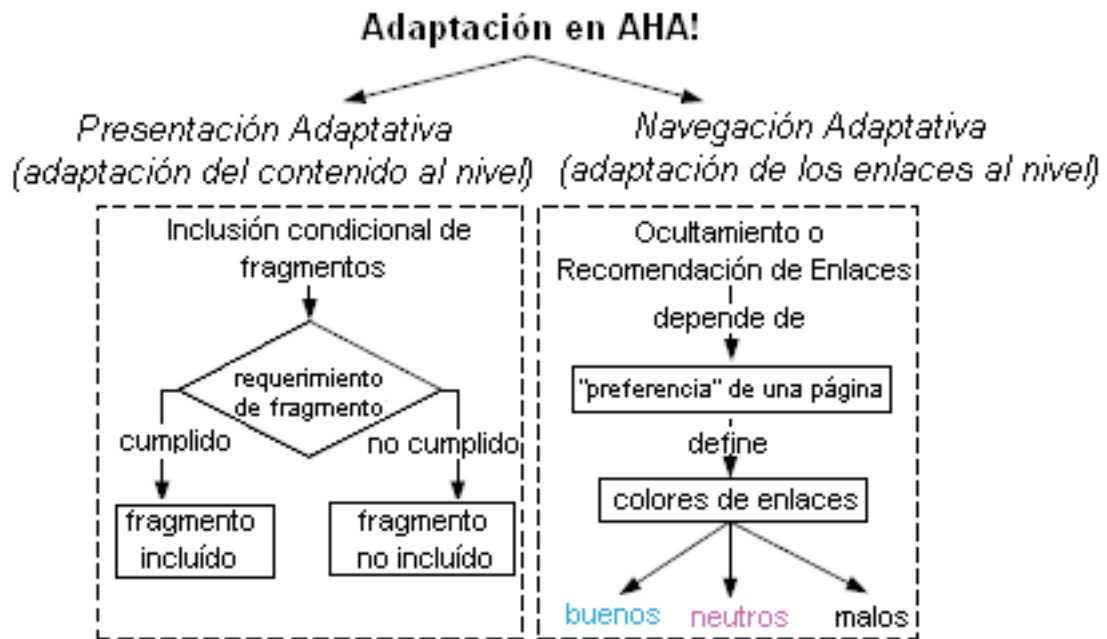 Adaptación en AHA!
Presentación Adaptativa
(adaptación del contenido al nivel)
Navegación Adaptativa
(adaptación de los enlaces al nivel)
Inclusión condicional de
fragmentos
requerimiento
de fragmento
cumplido
no cumplido
fragmento
incluído
fragmento
no incluído
Ocultamiento o
Recomendación de Enlaces
depende de
"preferencia" de una página
define
colores de enlaces
buenos
neutros
malos